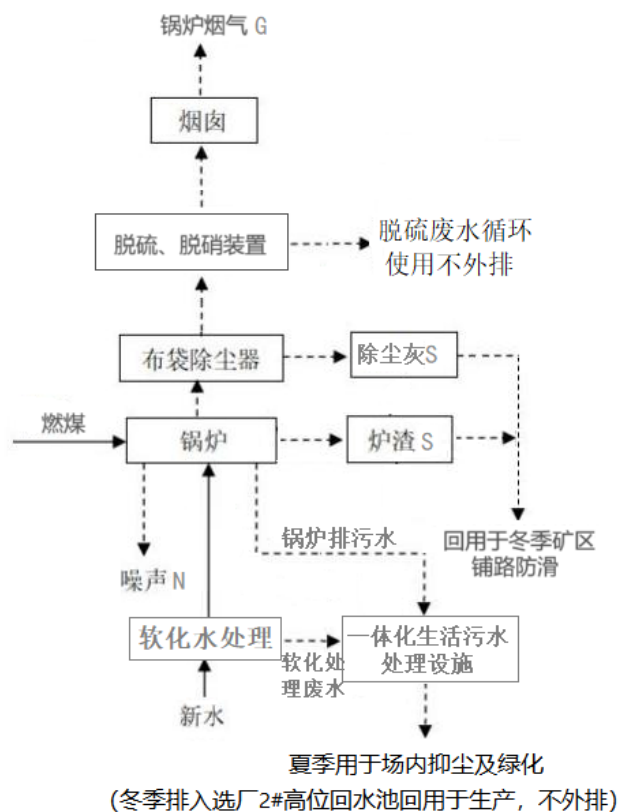 锅炉烟气 G
烟囱
脱硫、脱硝装置
脱硫废水循环
使用不外排
布袋除尘器
除尘灰S
燃煤
锅炉
炉渣 S
锅炉排污水
回用于冬季矿区
铺路防滑
噪声 N
软化水处理
软化处
理废水
一体化生活污水
处理设施
新水
夏季用于场内抑尘及绿化
(冬季排入选厂2#高位回水池回用于生产，不外排)